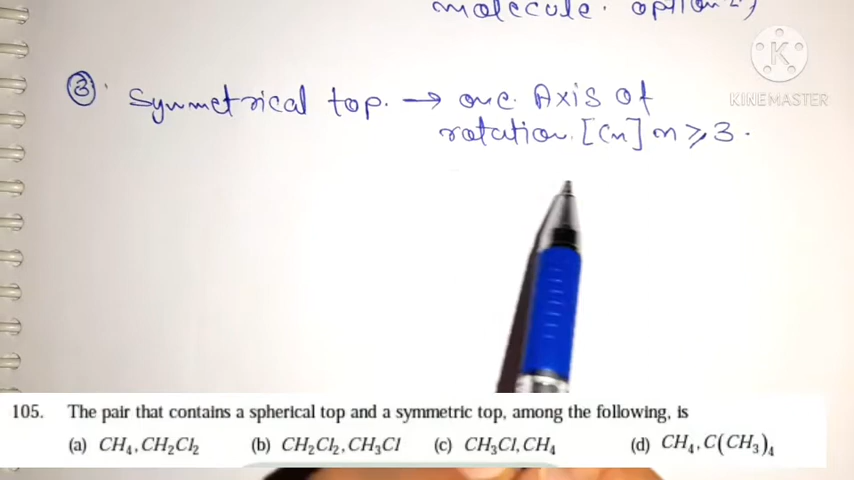 molecule. option
③ Symmetrical top. → one Axis of
rotation. [Cn] n ≥ 3.
KINEMASTER
105. The pair that contains a spherical top and a symmetric top, among the following, is
(a) CH₄, CH₂Cl₂ (b) CH₂Cl₂, CH₃Cl (c) CH₃Cl, CH₄ (d) CH₄, C(CH₃)₄